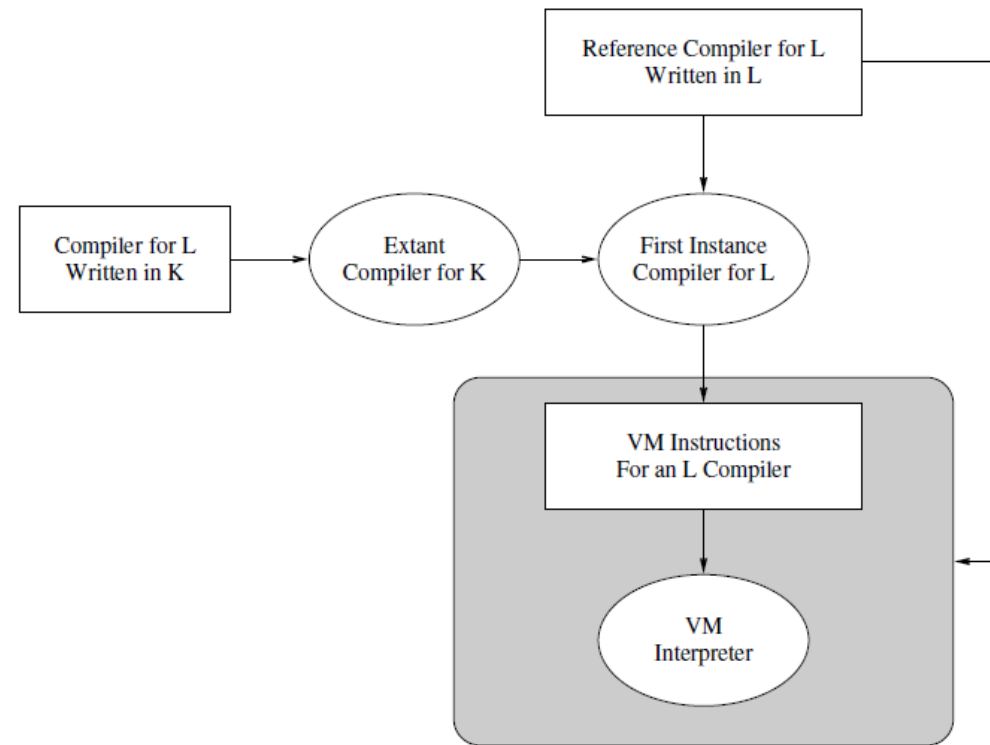 Reference Compiler for L
Written in L
Compiler for L
Written in K
Extant
Compiler for K
First Instance
Compiler for L
VM Instructions
For an L Compiler
VM
Interpreter